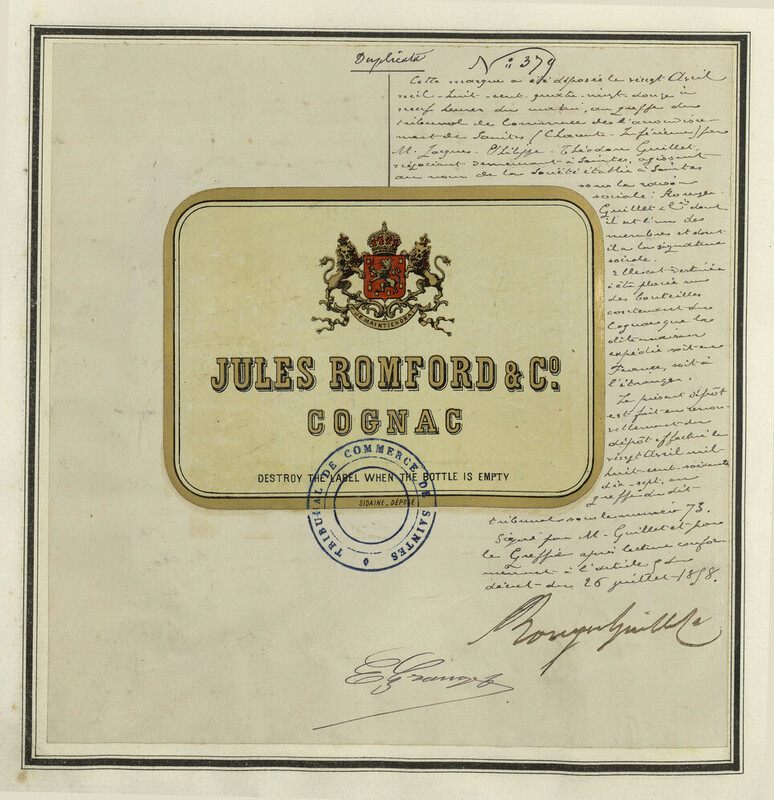 Duplicata
N° 379
Cette marque a été déposée le vingt Avril
mil-huit-cent-quatre-vingt-douze à
neuf heures du matin, au greffe du
tribunal de Commerce de l'arrondisse-
ment de Saintes (Charente-Inférieure) par
M. Jacques-Philippe-Théodore Guillet,
négociant demeurant à Saintes, agissant
au nom de la Société établie à Saintes
sous la raison
sociale: Rouyer
Guillet & Cie dont
il est l'un des
membres et dont
il a la signature
sociale.
Elle est destinée
à être placée sur
des bouteilles
contenant du
Cognac que la
dite maison
expédie soit en
France, soit à
l'étranger.
Le présent dépôt
est fait en renou-
vellement du
dépôt effectué le
vingt Avril mil
huit-cent-soixante
dix-sept, au
greffe du dit
tribunal sous le numéro 73.
Signé par M. Guillet et par
le Greffier après lecture confor-
mément à l'article 9 du
décret du 26 juillet 1858.
Rouyer Guillet & Ce
JE MAINTIENDRAI
JULES ROMFORD & Co.
COGNAC
DESTROY THE LABEL WHEN THE BOTTLE IS EMPTY
SIDAINE, DÉPOSÉ
TRIBUNAL DE COMMERCE DE SAINTES